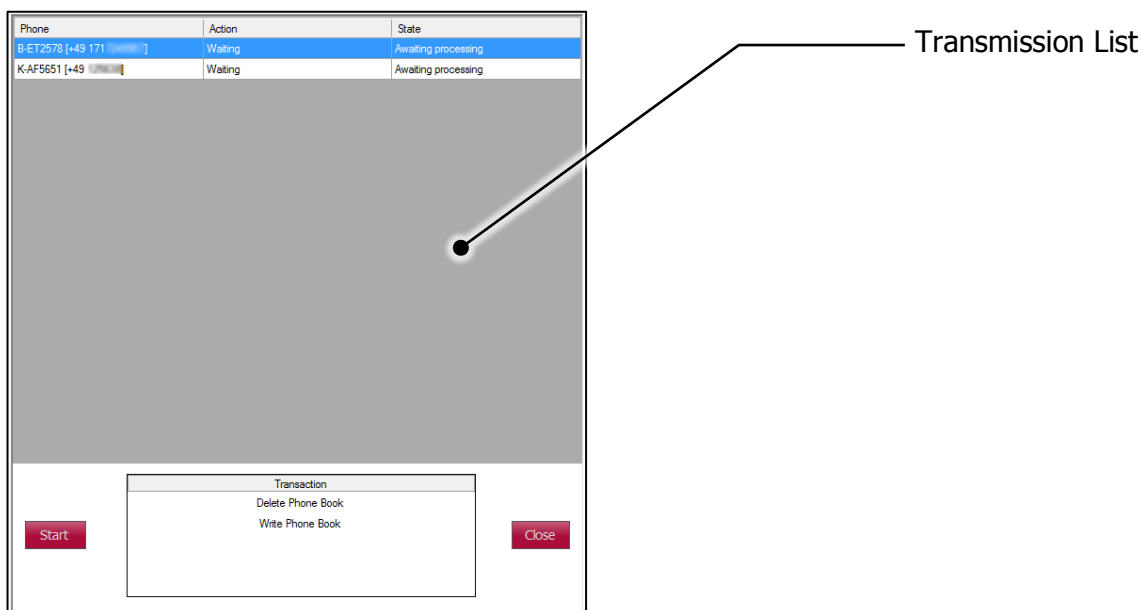 Phone Action State
B-ET2578 [+49 171 ] Waiting Awaiting processing
K-AF5651 [+49 ] Waiting Awaiting processing
Transmission List
Transaction
Delete Phone Book
Write Phone Book
Start
Close